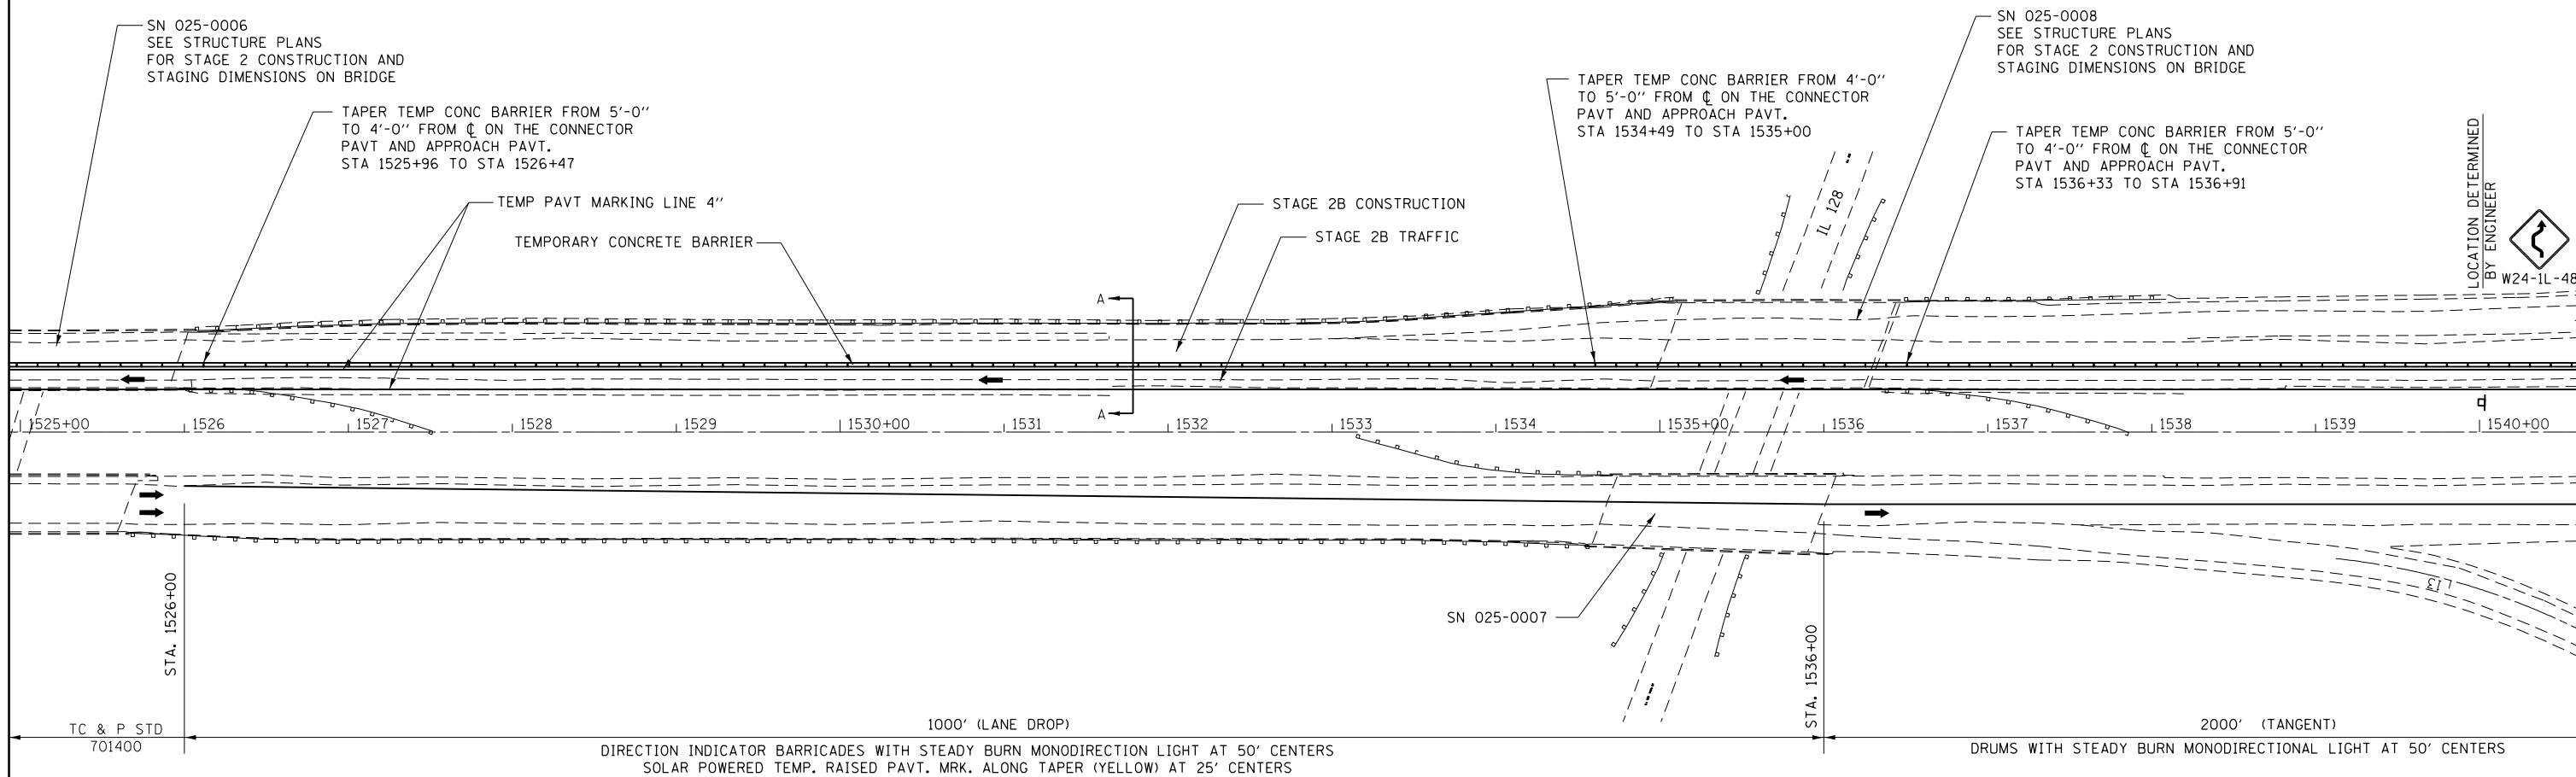 SN 025-0006
SEE STRUCTURE PLANS
FOR STAGE 2 CONSTRUCTION AND
STAGING DIMENSIONS ON BRIDGE
TAPER TEMP CONC BARRIER FROM 5'-0"
TO 4'-0" FROM ℄ ON THE CONNECTOR
PAVT AND APPROACH PAVT.
STA 1525+96 TO STA 1526+47
TEMP PAVT MARKING LINE 4"
TEMPORARY CONCRETE BARRIER
STAGE 2B CONSTRUCTION
STAGE 2B TRAFFIC
TAPER TEMP CONC BARRIER FROM 4'-0"
TO 5'-0" FROM ℄ ON THE CONNECTOR
PAVT AND APPROACH PAVT.
STA 1534+49 TO STA 1535+00
SN 025-0008
SEE STRUCTURE PLANS
FOR STAGE 2 CONSTRUCTION AND
STAGING DIMENSIONS ON BRIDGE
TAPER TEMP CONC BARRIER FROM 5'-0"
TO 4'-0" FROM ℄ ON THE CONNECTOR
PAVT AND APPROACH PAVT.
STA 1536+33 TO STA 1536+91
LOCATION DETERMINED
BY ENGINEER
W24-1L-48
IL 128
A
A
1525+00 1526 1527 1528 1529 1530+00 1531 1532 1533 1534 1535+00 1536 1537 1538 1539 1540+00
L13
SN 025-0007
STA. 1526+00
STA. 1536+00
TC & P STD
701400
1000' (LANE DROP)
DIRECTION INDICATOR BARRICADES WITH STEADY BURN MONODIRECTION LIGHT AT 50' CENTERS
SOLAR POWERED TEMP. RAISED PAVT. MRK. ALONG TAPER (YELLOW) AT 25' CENTERS
2000' (TANGENT)
DRUMS WITH STEADY BURN MONODIRECTIONAL LIGHT AT 50' CENTERS